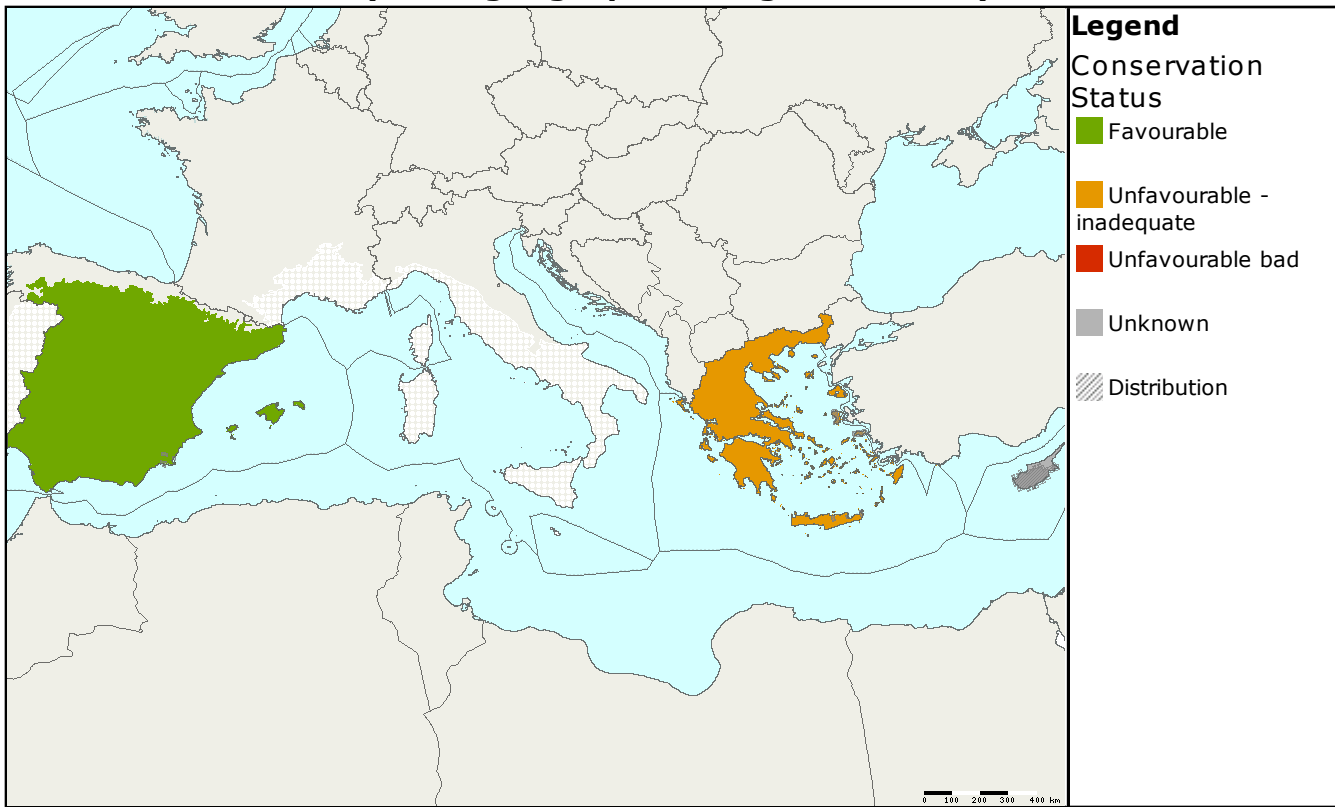 Legend
Conservation
Status
Favourable
Unfavourable -
inadequate
Unfavourable bad
Unknown
Distribution
0 100 200 300 400 km